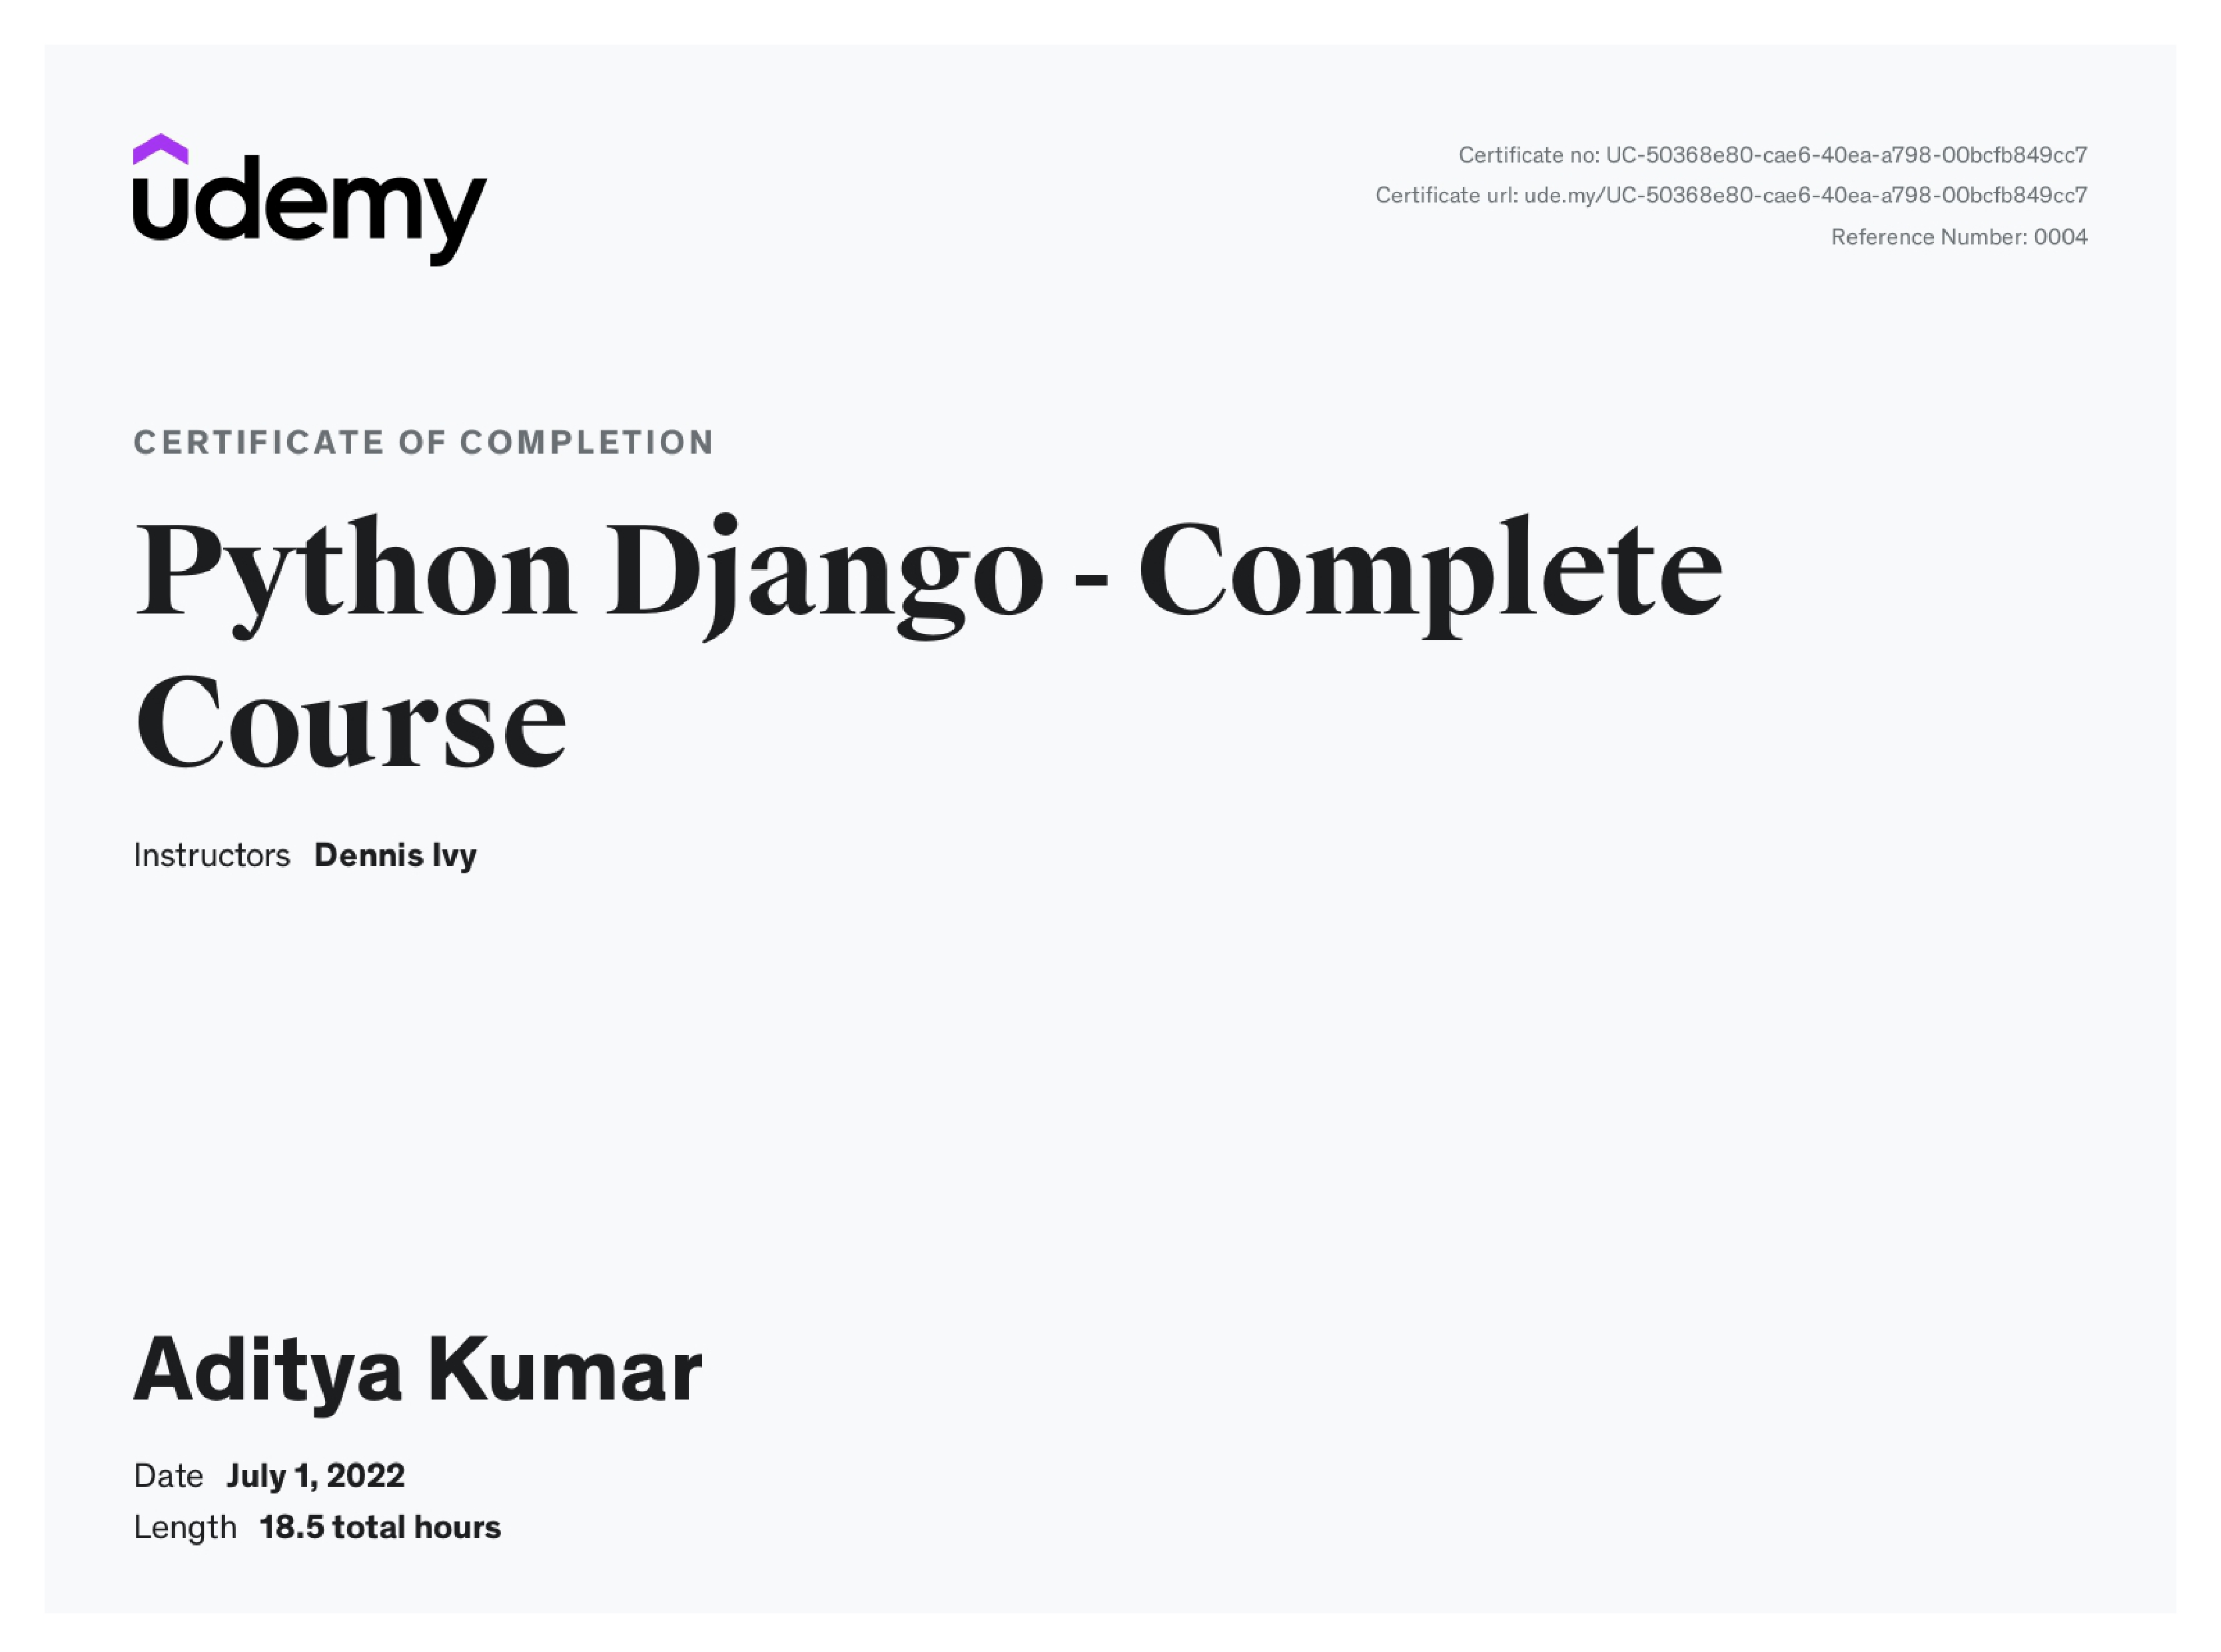 udemy
Certificate no: UC-50368e80-cae6-40ea-a798-00bcfb849cc7
Certificate url: ude.my/UC-50368e80-cae6-40ea-a798-00bcfb849cc7
Reference Number: 0004
CERTIFICATE OF COMPLETION
Python Django - Complete
Course
Instructors Dennis Ivy
Aditya Kumar
Date July 1, 2022
Length 18.5 total hours